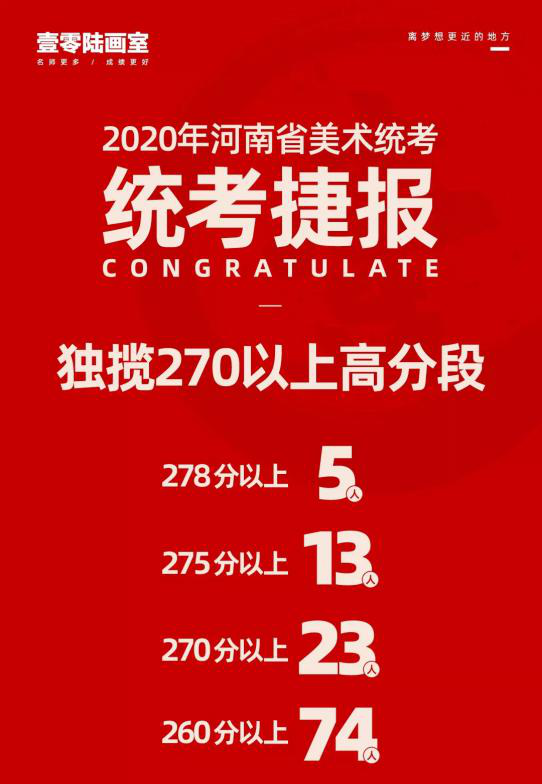 壹零陆画室
名师更多 / 成绩更好
离梦想更近的地方
2020年河南省美术统考
统考捷报
CONGRATULATE
独揽270以上高分段
278分以上 5人
275分以上 13人
270分以上 23人
260分以上 74人